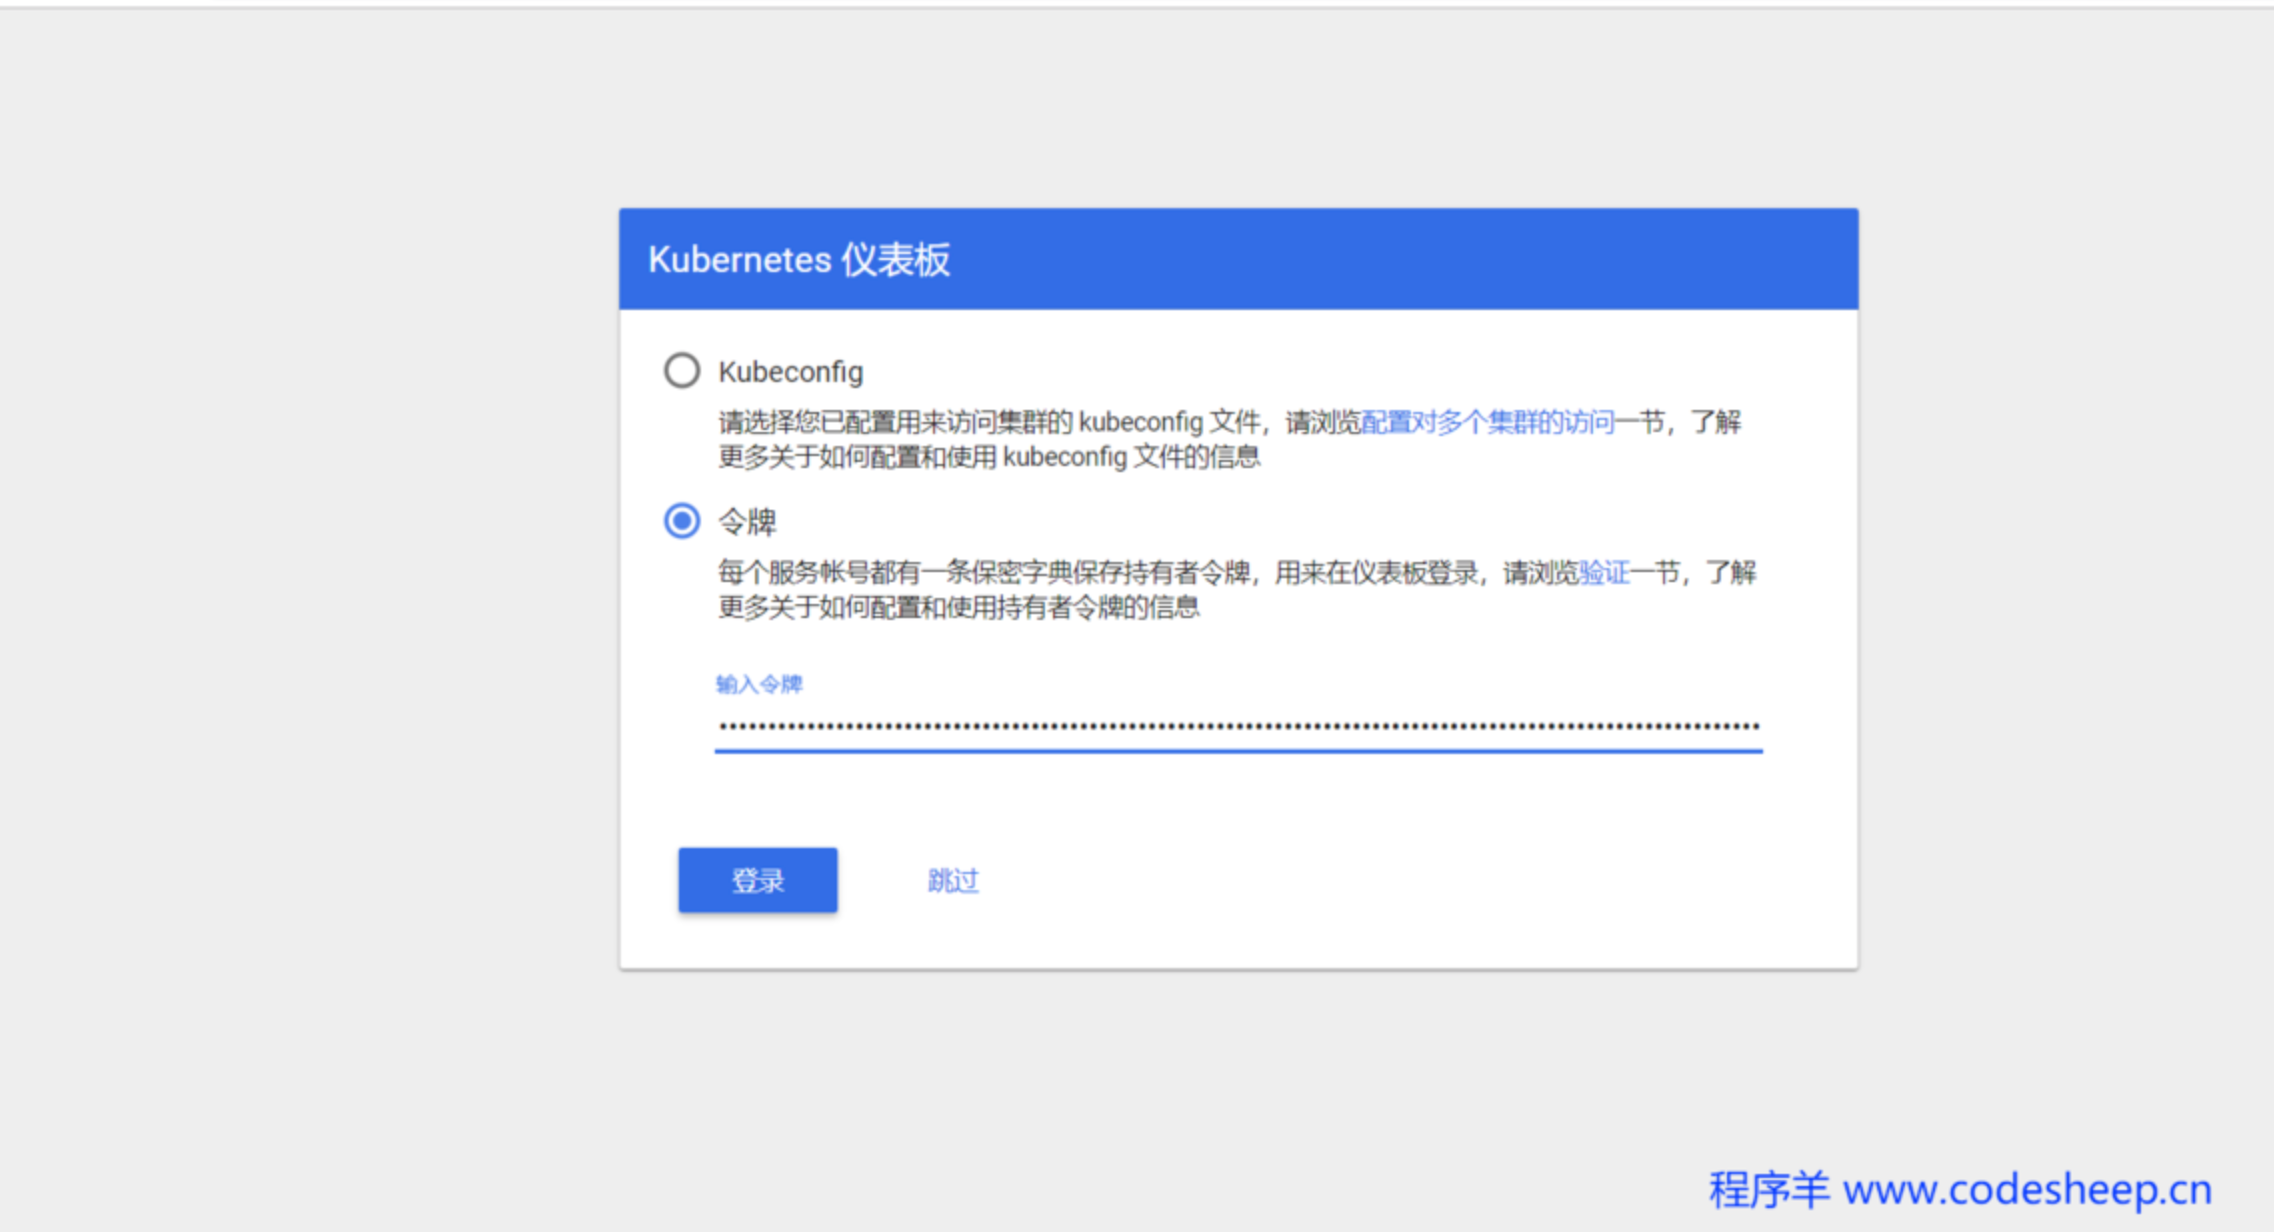 Kubernetes 仪表板
Kubeconfig
请选择您已配置用来访问集群的 kubeconfig 文件，请浏览配置对多个集群的访问一节，了解
更多关于如何配置和使用 kubeconfig 文件的信息
令牌
每个服务帐号都有一条保密字典保存持有者令牌，用来在仪表板登录，请浏览验证一节，了解
更多关于如何配置和使用持有者令牌的信息
输入令牌
登录
跳过
程序羊 www.codesheep.cn